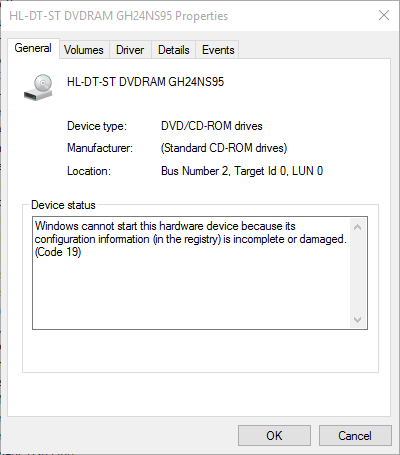 HL-DT-ST DVDRAM GH24NS95 Properties
General Volumes Driver Details Events
HL-DT-ST DVDRAM GH24NS95
Device type: DVD/CD-ROM drives
Manufacturer: (Standard CD-ROM drives)
Location: Bus Number 2, Target Id 0, LUN 0
Device status
Windows cannot start this hardware device because its
configuration information (in the registry) is incomplete or damaged.
(Code 19)
OK Cancel